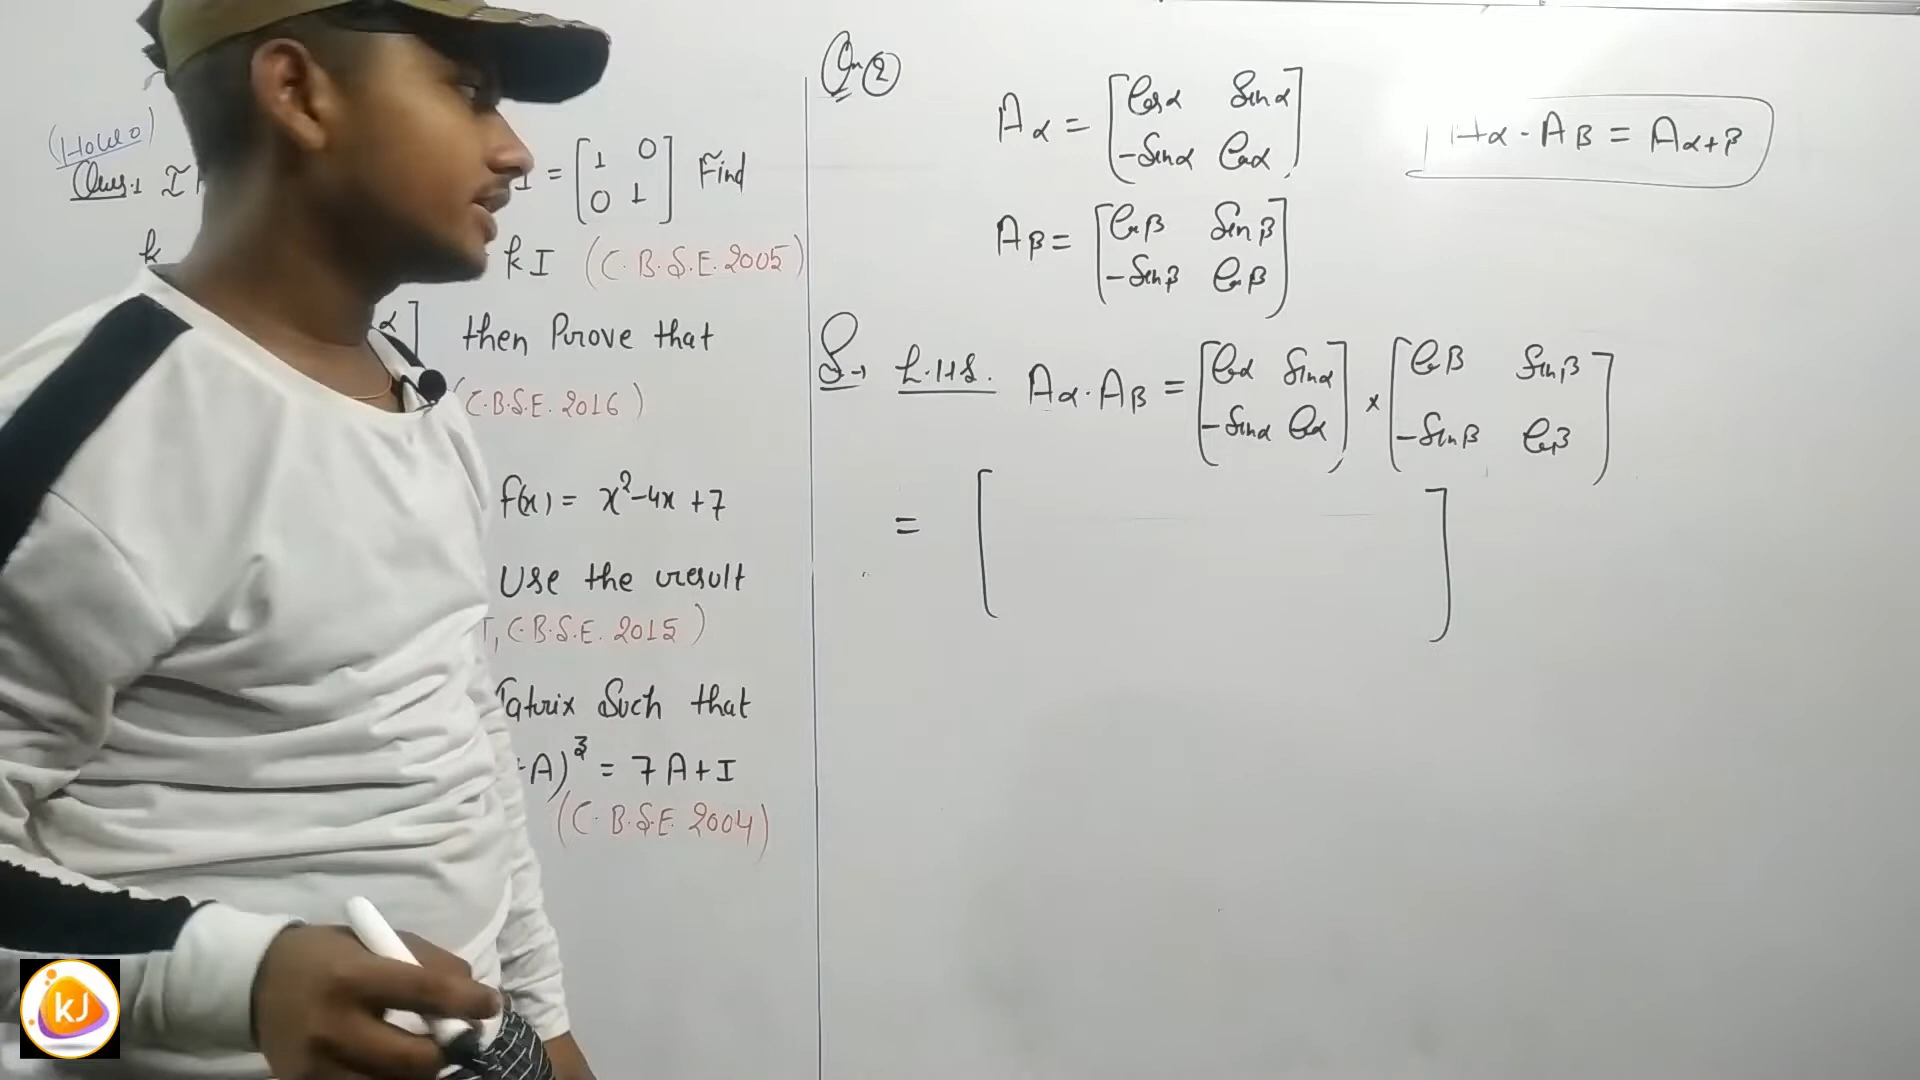 (How
Ques.1 I = [1 0 0 1] Find
k kI (C.B.S.E. 2005)
α] then Prove that
(C.B.S.E. 2016)
f(x) = x²-4x+7
Use the result
, C.B.S.E. 2015)
Such that
A)³ = 7A+I
(C.B.S.E. 2004)
Qn ②
Aα = [Cosα Sinα
-Sinα Cosα]
Aα · Aβ = Aα+β
Aβ = [Cosβ Sinβ
-Sinβ Cosβ]
S→ L.H.S. Aα·Aβ = [Cosα Sinα × [Cosβ Sinβ
-Sinα Cosα] -Sinβ Cosβ]
= [ ]
kJ